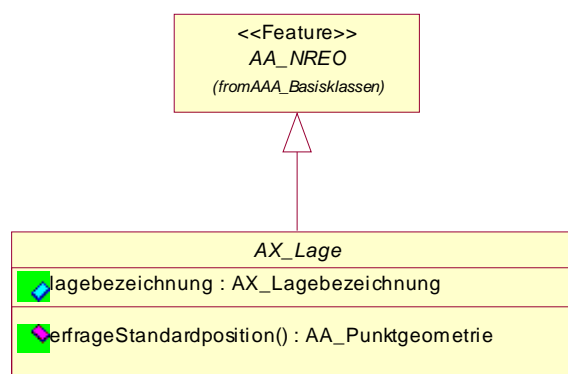 <<Feature>>
AA_NREO
(fromAAA_Basisklassen)
AX_Lage
lagebezeichnung : AX_Lagebezeichnung
erfrageStandardposition() : AA_Punktgeometrie